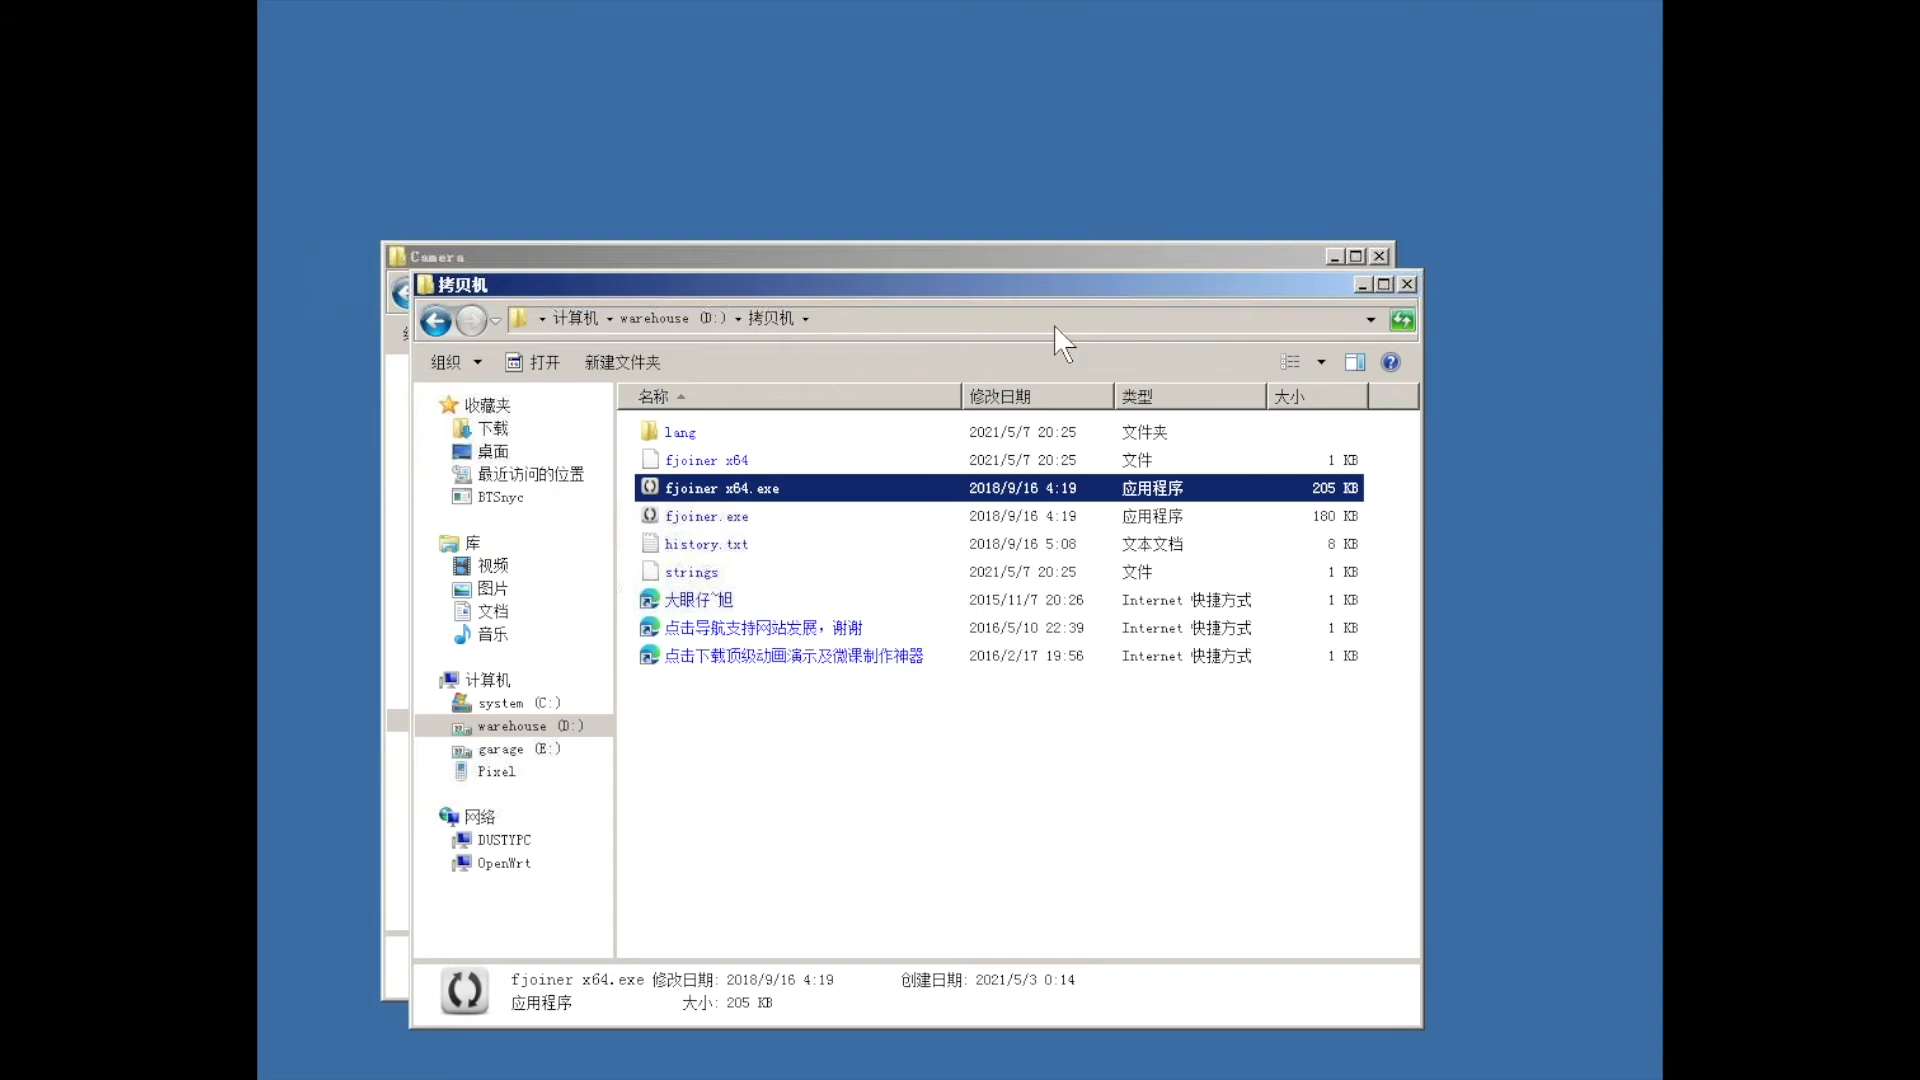 Camera
拷贝机
计算机 warehouse (D:) 拷贝机
组织 打开 新建文件夹
名称 修改日期 类型 大小
收藏夹
下载
桌面
最近访问的位置
BTSnyc
库
视频
图片
文档
音乐
计算机
system (C:)
warehouse (D:)
garage (E:)
Pixel
网络
DUSTYPC
OpenWrt
lang 2021/5/7 20:25 文件夹
fjoiner x64 2021/5/7 20:25 文件 1 KB
fjoiner x64.exe 2018/9/16 4:19 应用程序 205 KB
fjoiner.exe 2018/9/16 4:19 应用程序 180 KB
history.txt 2018/9/16 5:08 文本文档 8 KB
strings 2021/5/7 20:25 文件 1 KB
大眼仔~旭 2015/11/7 20:26 Internet 快捷方式 1 KB
点击导航支持网站发展，谢谢 2016/5/10 22:39 Internet 快捷方式 1 KB
点击下载顶级动画演示及微课制作神器 2016/2/17 19:56 Internet 快捷方式 1 KB
fjoiner x64.exe 修改日期: 2018/9/16 4:19 创建日期: 2021/5/3 0:14
应用程序 大小: 205 KB